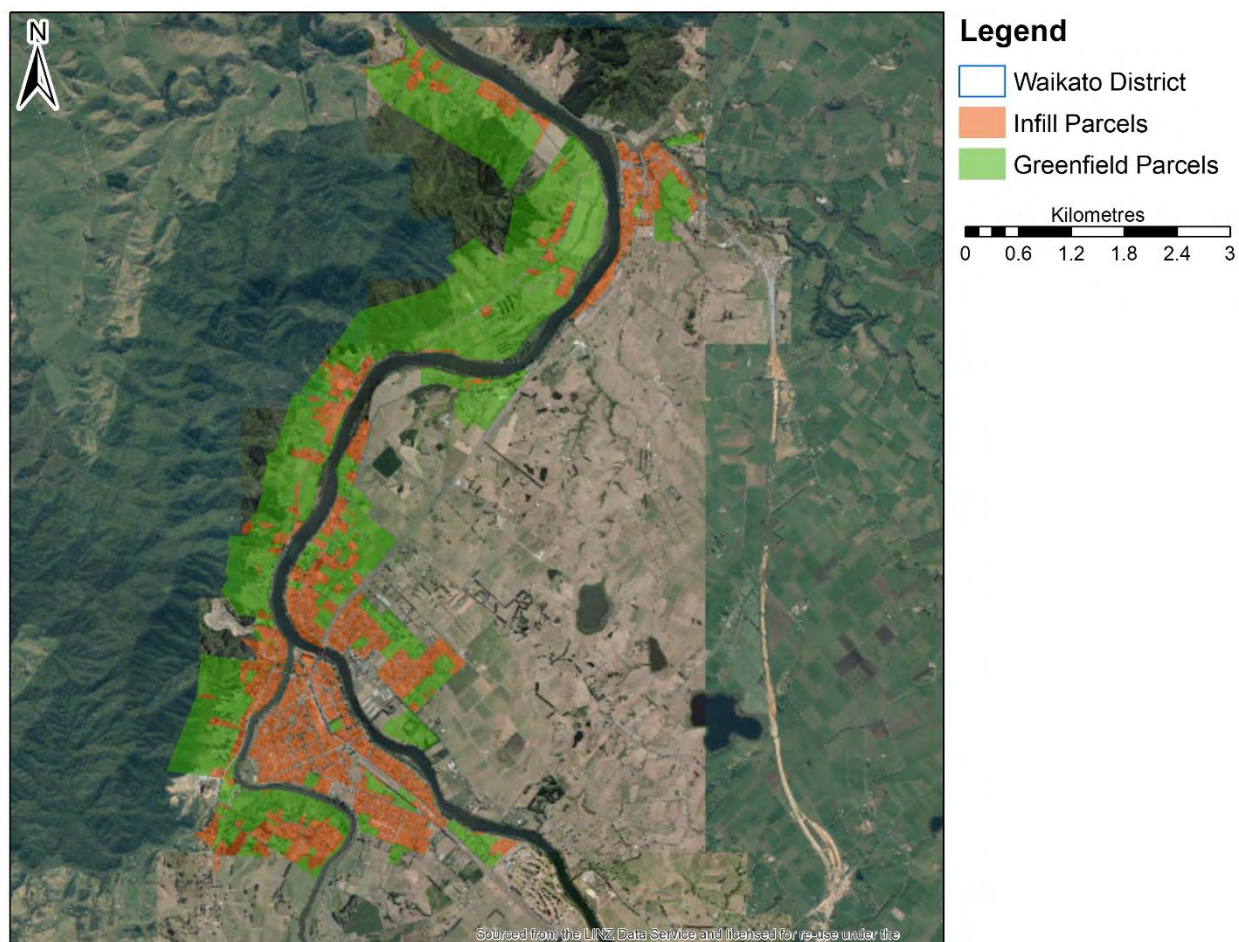 N
Legend
Waikato District
Infill Parcels
Greenfield Parcels
Kilometres
0 0.6 1.2 1.8 2.4 3
Sourced from the LINZ Data Service and licensed for re-use under the